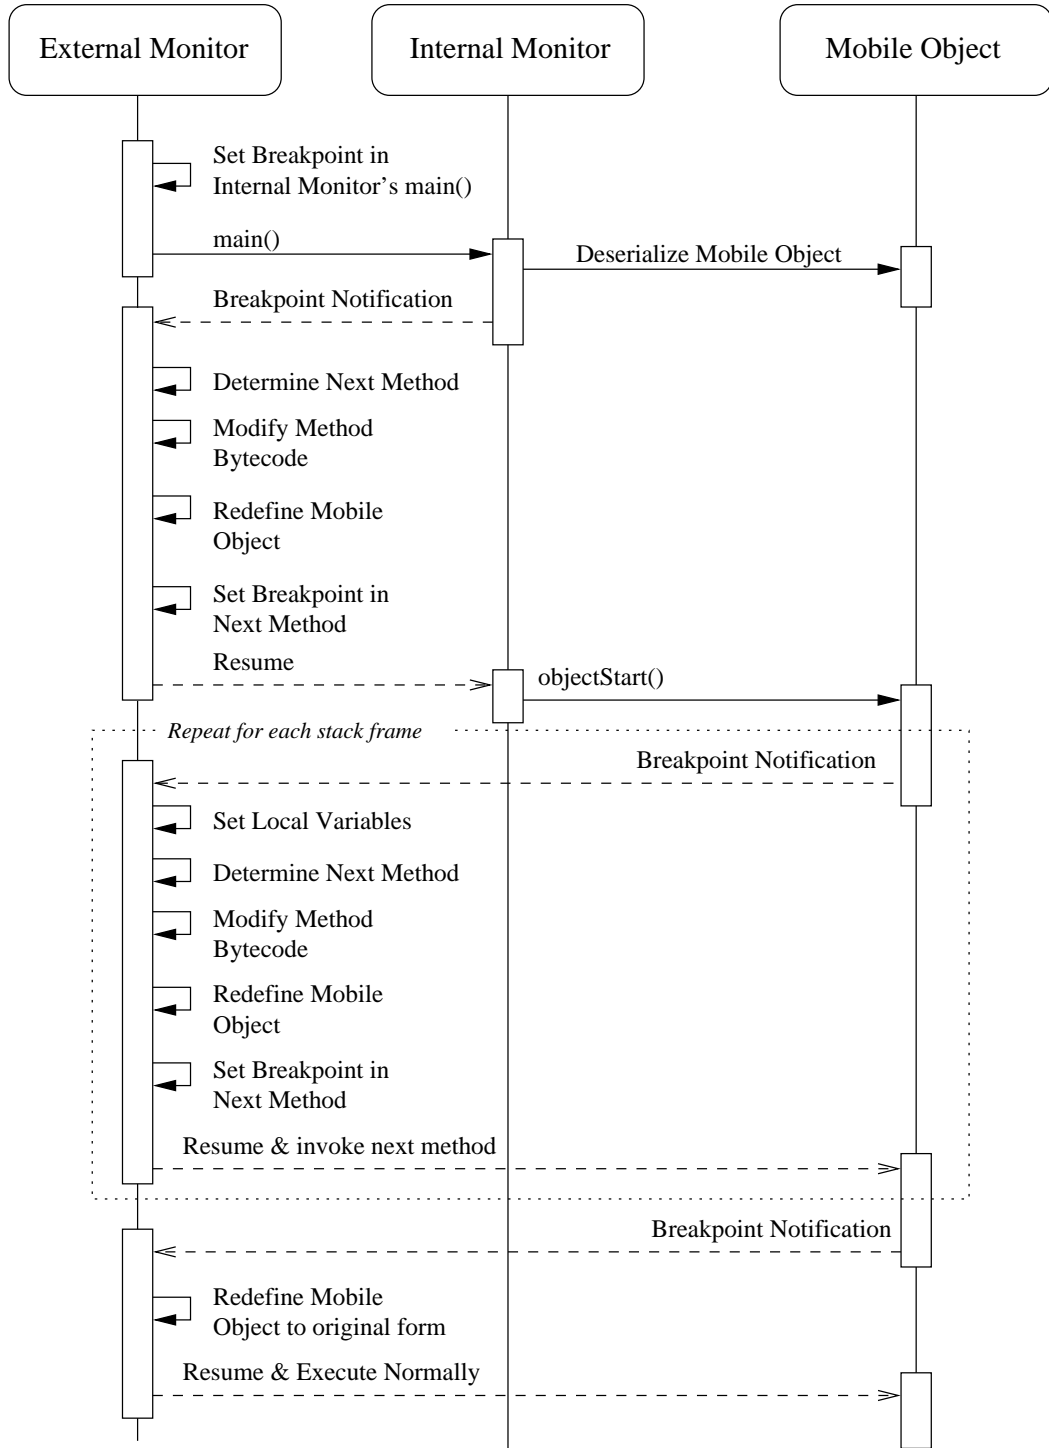 External Monitor
Internal Monitor
Mobile Object
Set Breakpoint in
Internal Monitor's main()
main()
Deserialize Mobile Object
Breakpoint Notification
Determine Next Method
Modify Method
Bytecode
Redefine Mobile
Object
Set Breakpoint in
Next Method
Resume
objectStart()
Repeat for each stack frame
Breakpoint Notification
Set Local Variables
Determine Next Method
Modify Method
Bytecode
Redefine Mobile
Object
Set Breakpoint in
Next Method
Resume & invoke next method
Breakpoint Notification
Redefine Mobile
Object to original form
Resume & Execute Normally